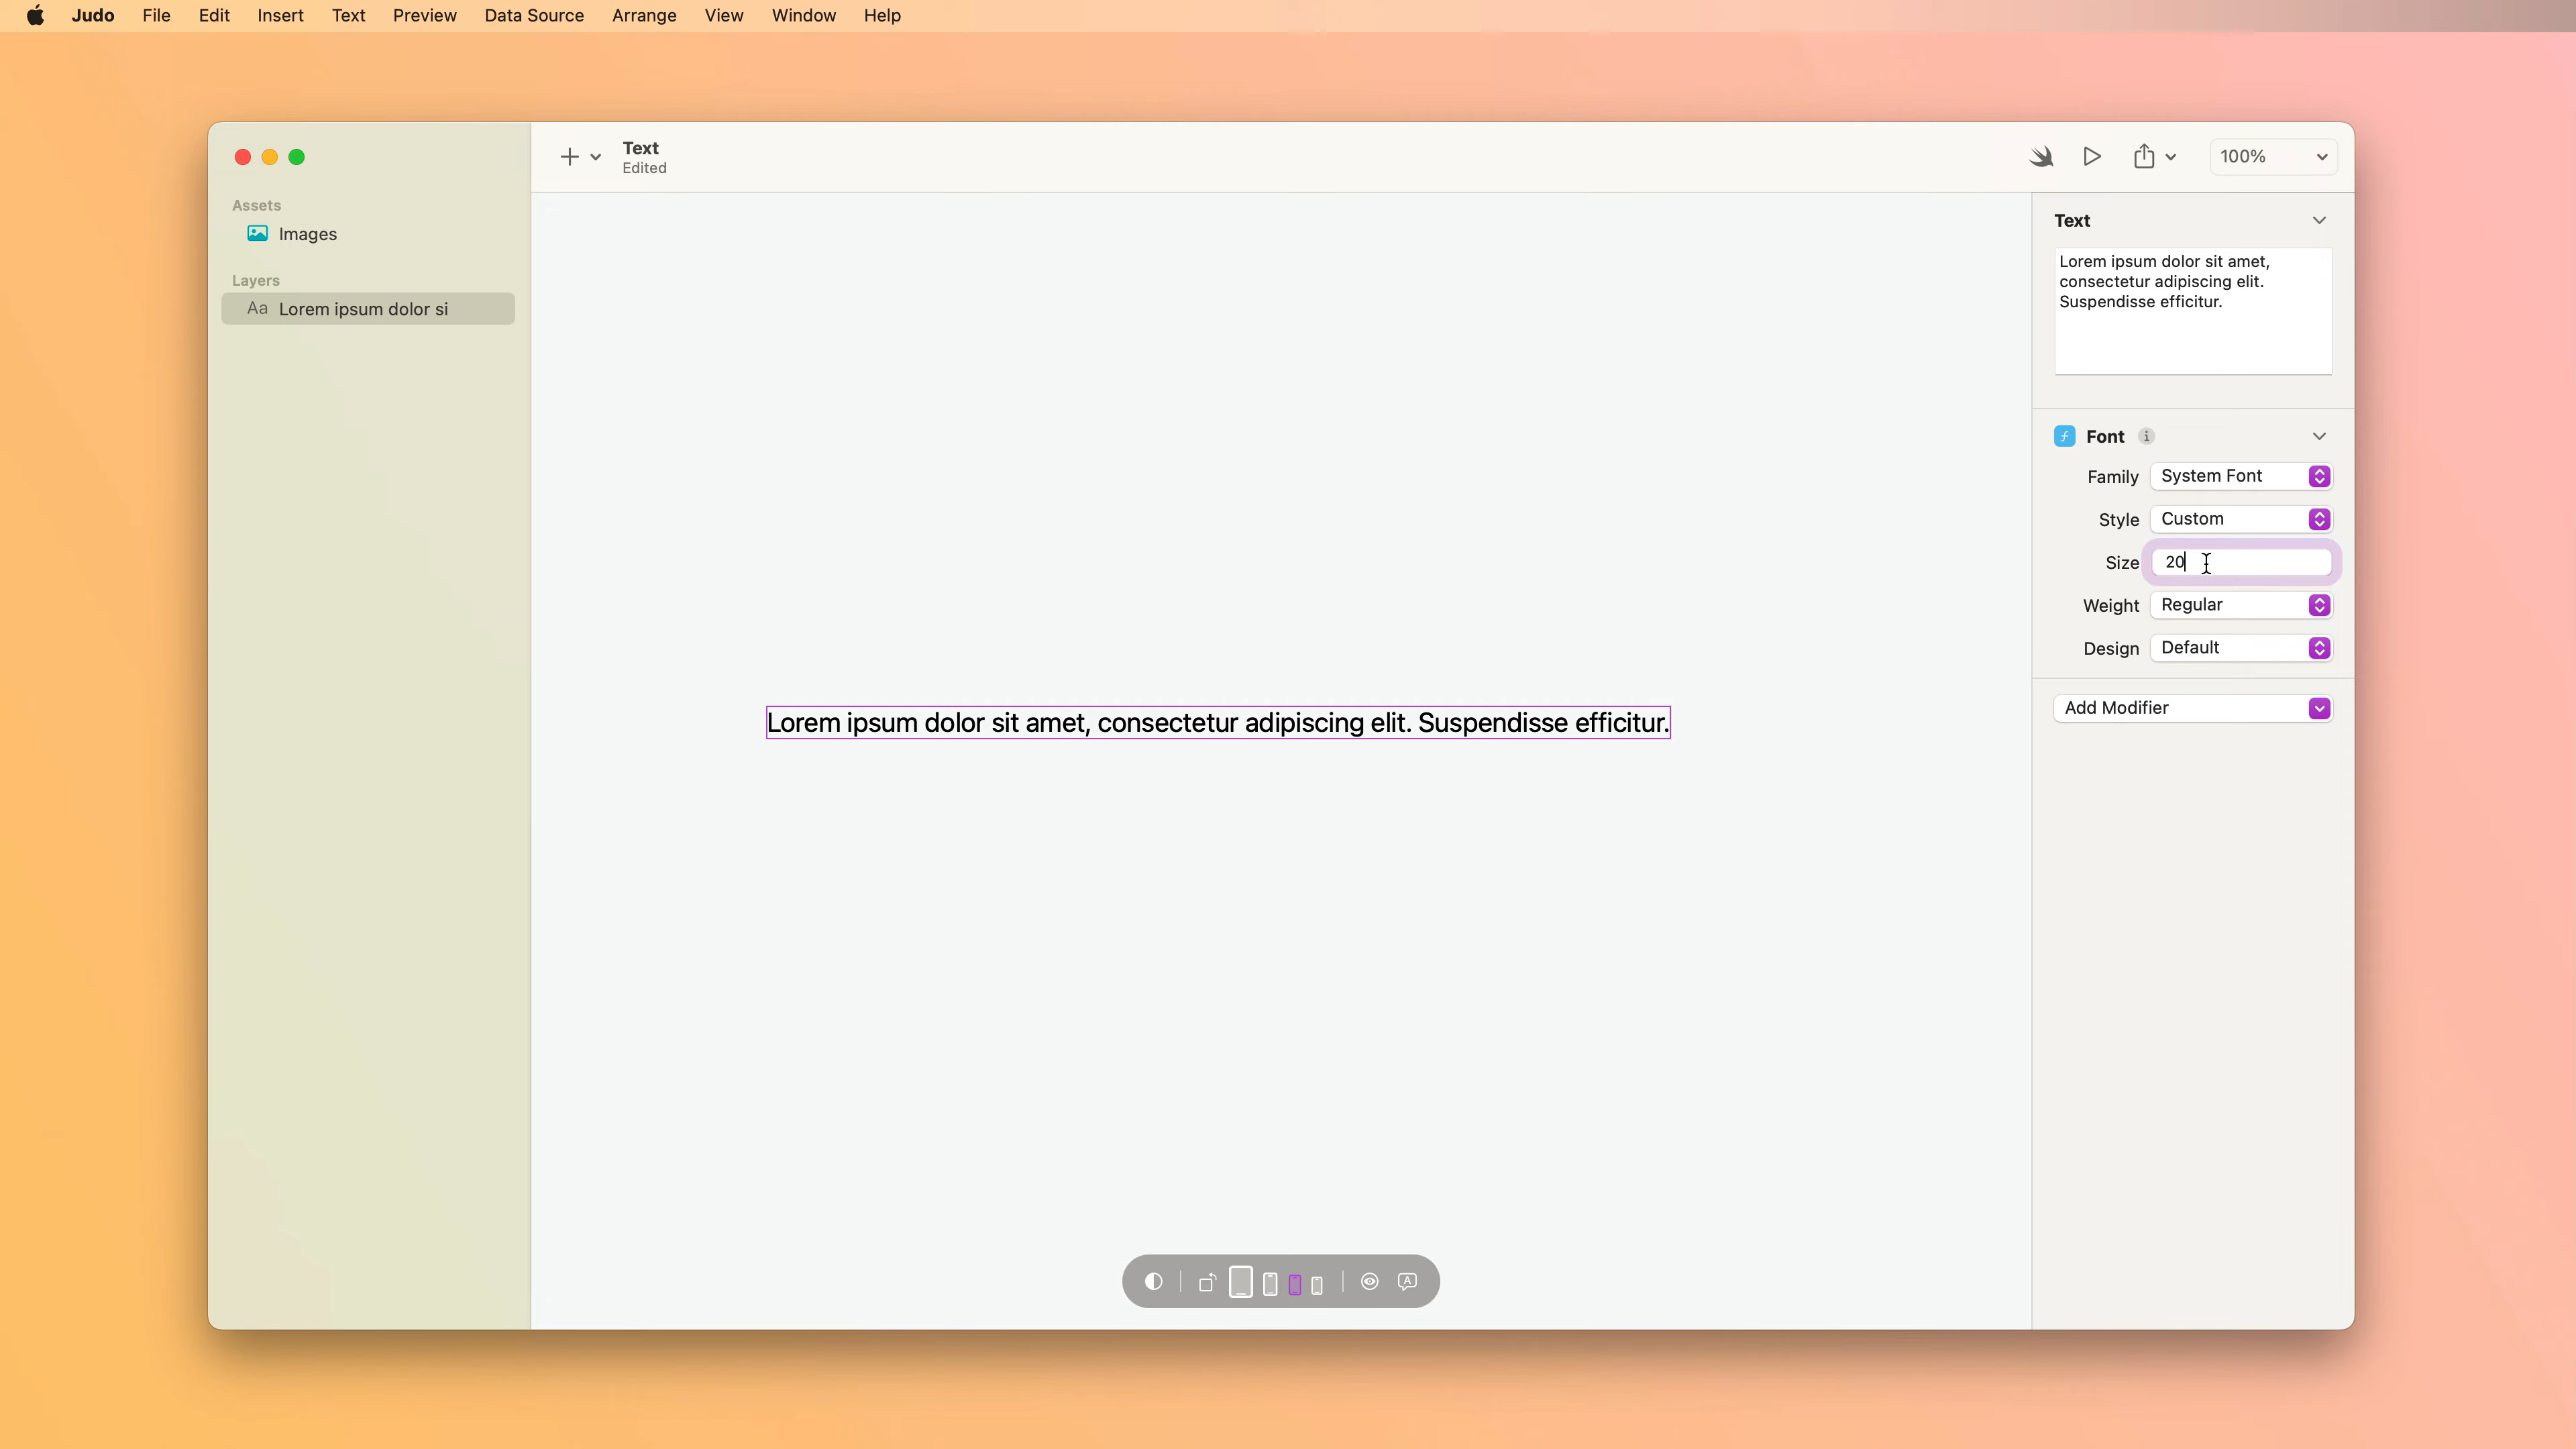 Judo File Edit Insert Text Preview Data Source Arrange View Window Help
Text
Edited
100%
Assets
Images
Layers
Aa Lorem ipsum dolor si
Lorem ipsum dolor sit amet, consectetur adipiscing elit. Suspendisse efficitur.
Text
Lorem ipsum dolor sit amet,
consectetur adipiscing elit.
Suspendisse efficitur.
Font
Family System Font
Style Custom
Size 20
Weight Regular
Design Default
Add Modifier